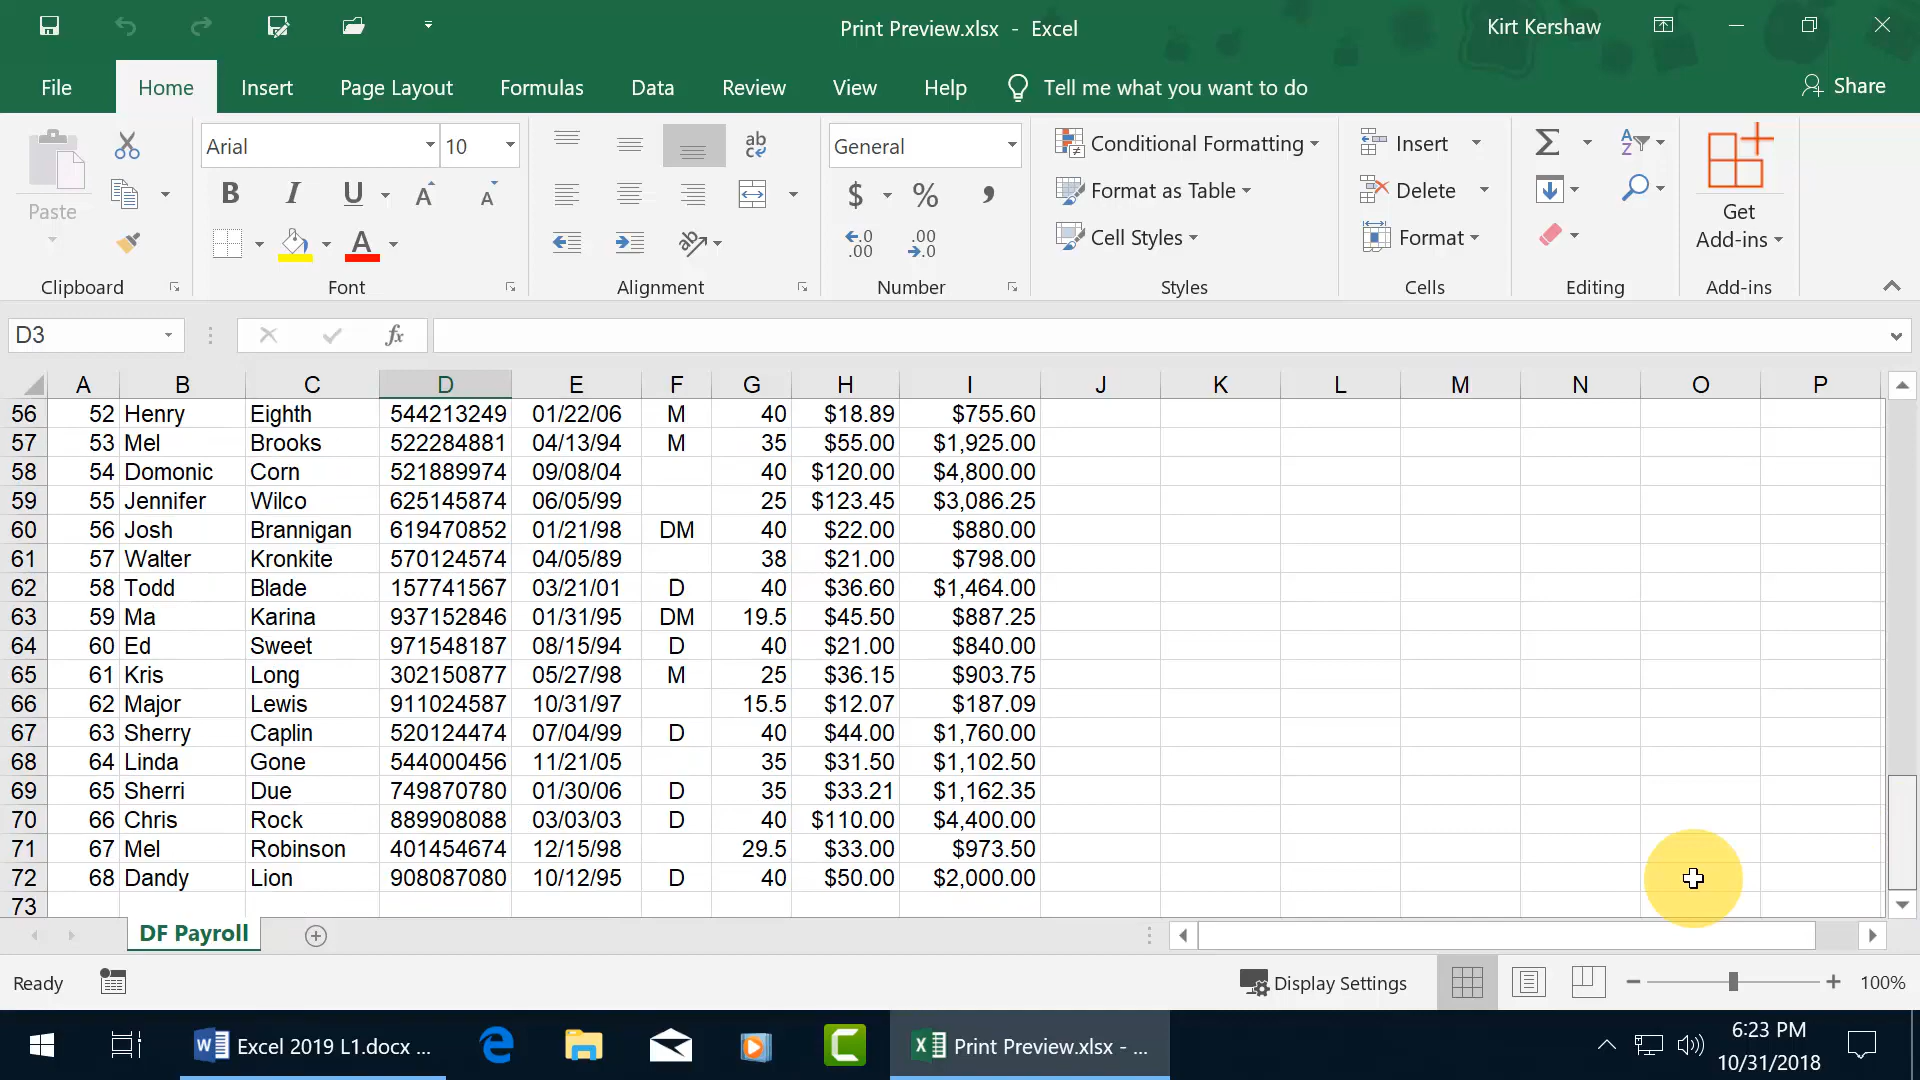 Print Preview.xlsx - Excel
Kirt Kershaw
File Home Insert Page Layout Formulas Data Review View Help Tell me what you want to do Share
Paste
Clipboard
Arial 10
B I U A A
A
Font
ab c
Alignment
General
$ % ,
.0 .00 .00 .0
Number
Conditional Formatting
Format as Table
Cell Styles
Styles
Insert
Delete
Format
Cells
Σ A Z
Editing
Get Add-ins
Add-ins
D3 fx
A B C D E F G H I J K L M N O P
56 52 Henry Eighth 544213249 01/22/06 M 40 $18.89 $755.60
57 53 Mel Brooks 522284881 04/13/94 M 35 $55.00 $1,925.00
58 54 Domonic Corn 521889974 09/08/04 40 $120.00 $4,800.00
59 55 Jennifer Wilco 625145874 06/05/99 25 $123.45 $3,086.25
60 56 Josh Brannigan 619470852 01/21/98 DM 40 $22.00 $880.00
61 57 Walter Kronkite 570124574 04/05/89 38 $21.00 $798.00
62 58 Todd Blade 157741567 03/21/01 D 40 $36.60 $1,464.00
63 59 Ma Karina 937152846 01/31/95 DM 19.5 $45.50 $887.25
64 60 Ed Sweet 971548187 08/15/94 D 40 $21.00 $840.00
65 61 Kris Long 302150877 05/27/98 M 25 $36.15 $903.75
66 62 Major Lewis 911024587 10/31/97 15.5 $12.07 $187.09
67 63 Sherry Caplin 520124474 07/04/99 D 40 $44.00 $1,760.00
68 64 Linda Gone 544000456 11/21/05 35 $31.50 $1,102.50
69 65 Sherri Due 749870780 01/30/06 D 35 $33.21 $1,162.35
70 66 Chris Rock 889908088 03/03/03 D 40 $110.00 $4,400.00
71 67 Mel Robinson 401454674 12/15/98 29.5 $33.00 $973.50
72 68 Dandy Lion 908087080 10/12/95 D 40 $50.00 $2,000.00
73
DF Payroll
Ready Display Settings 100%
Excel 2019 L1.docx ... Print Preview.xlsx - ... 6:23 PM
10/31/2018